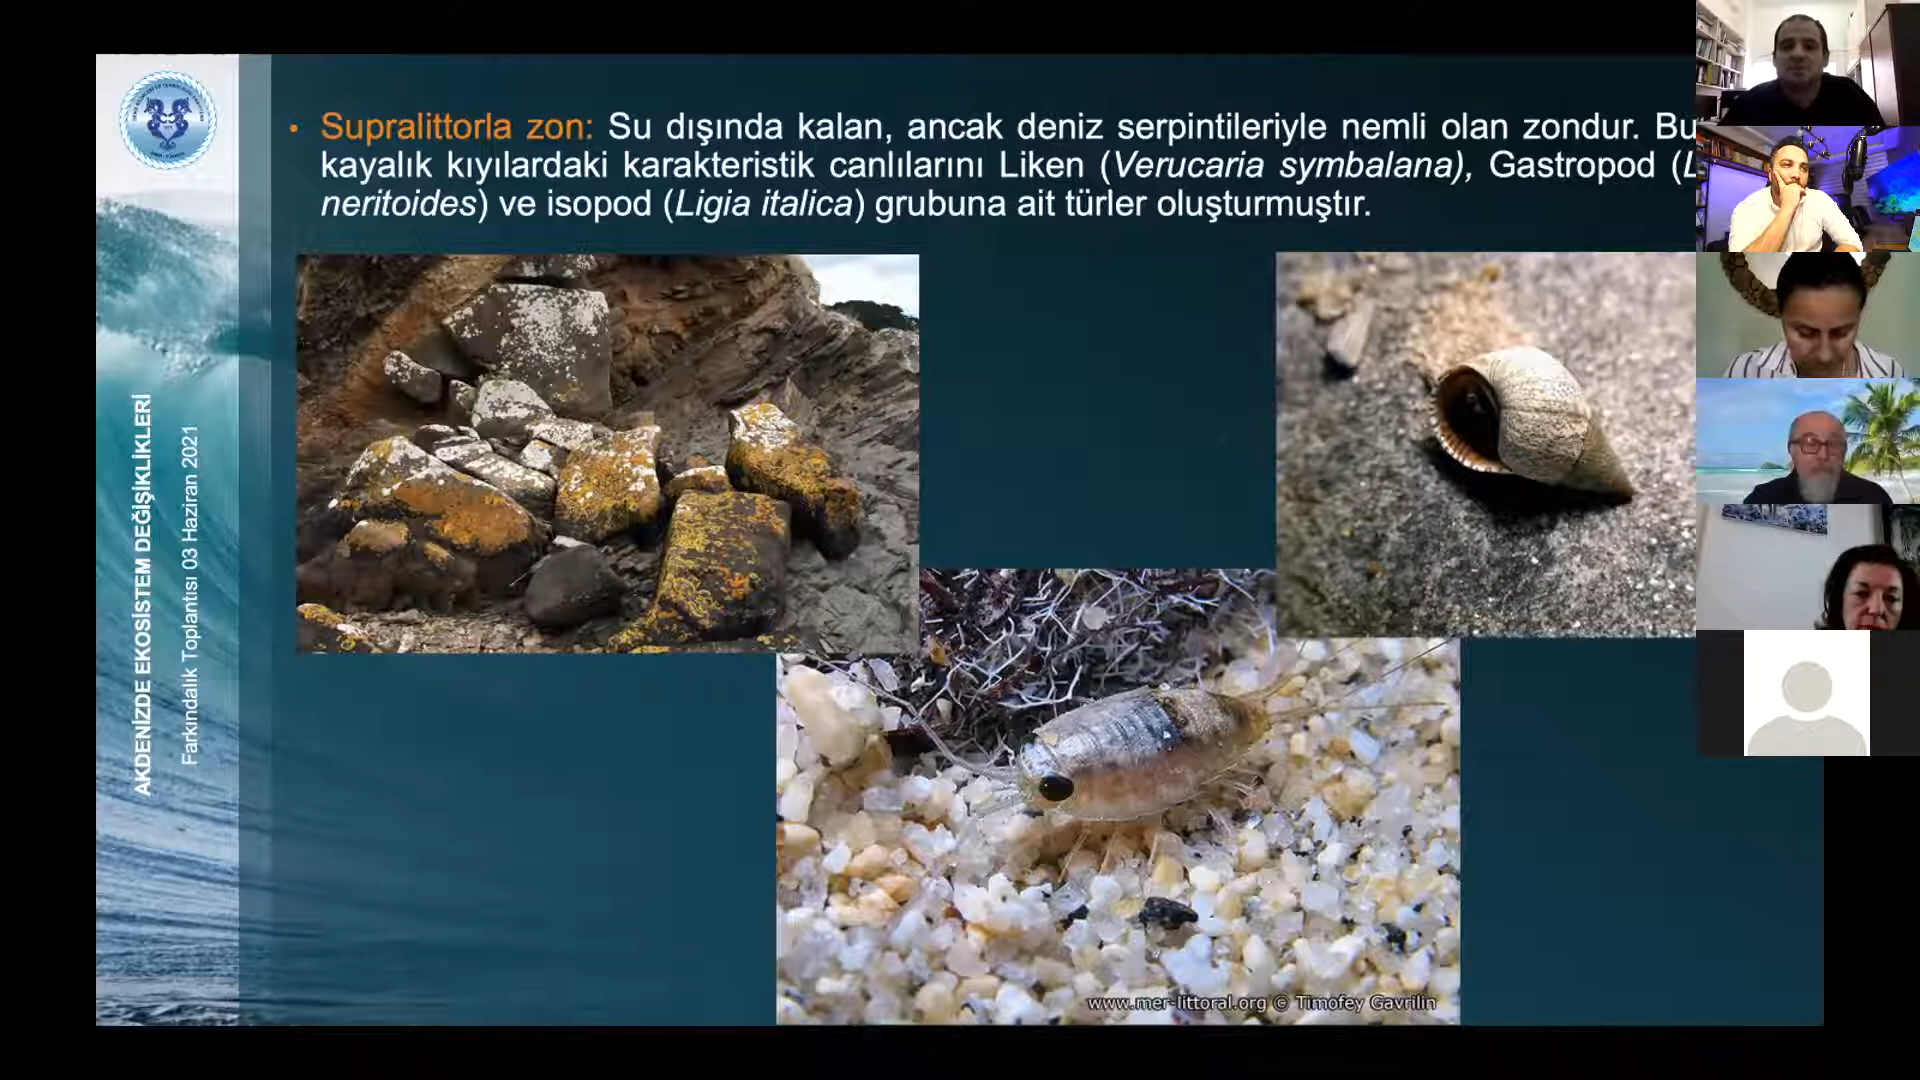 • Supralittorla zon: Su dışında kalan, ancak deniz serpintileriyle nemli olan zondur. Bu
kayalık kıyılardaki karakteristik canlılarını Liken (Verucaria symbalana), Gastropod (L
neritoides) ve isopod (Ligia italica) grubuna ait türler oluşturmuştır.
AKDENİZDE EKOSİSTEM DEĞİŞİKLİKLERİ
Farkındalık Toplantısı 03 Haziran 2021
www.mer-littoral.org © Timofey Gavrilin